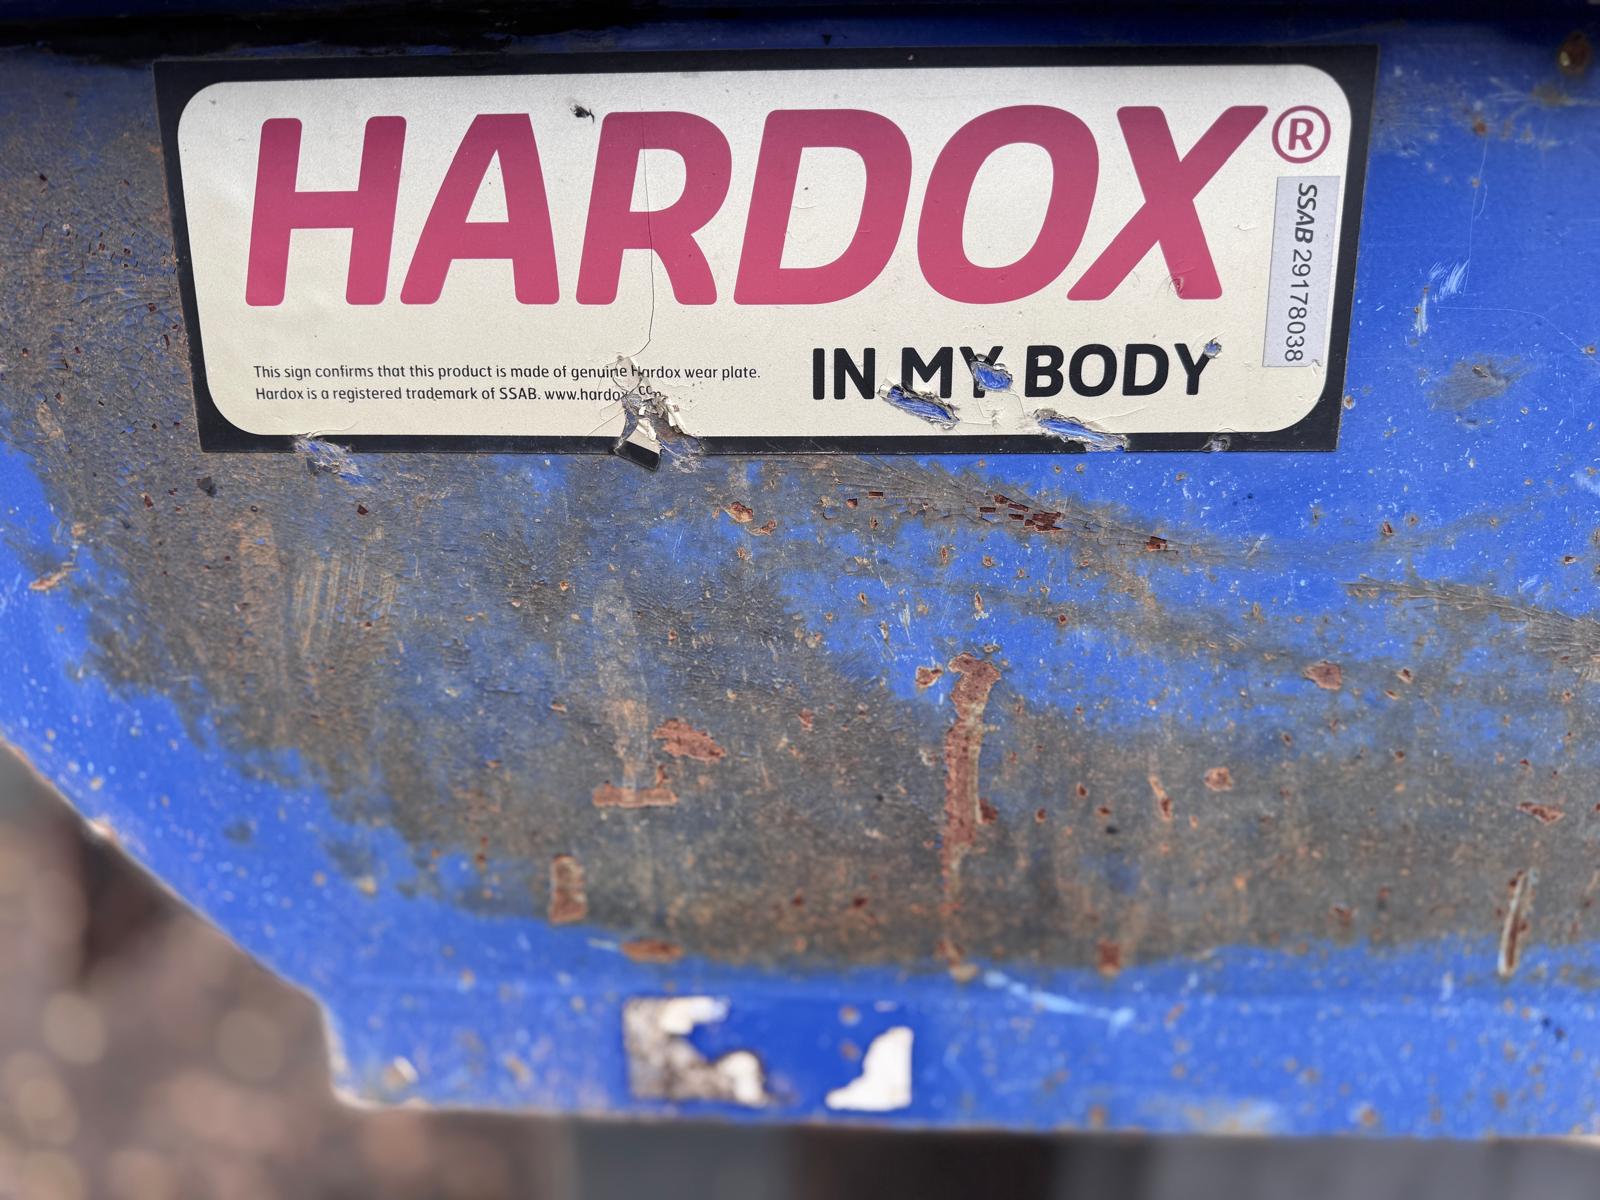 HARDOX®
SSAB 29178038
IN MY BODY
This sign confirms that this product is made of genuine Hardox wear plate.
Hardox is a registered trademark of SSAB. www.hardox.com